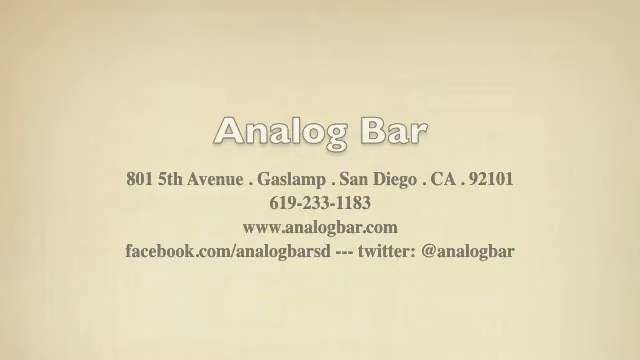 Analog Bar
801 5th Avenue . Gaslamp . San Diego . CA . 92101
619-233-1183
www.analogbar.com
facebook.com/analogbarsd --- twitter: @analogbar